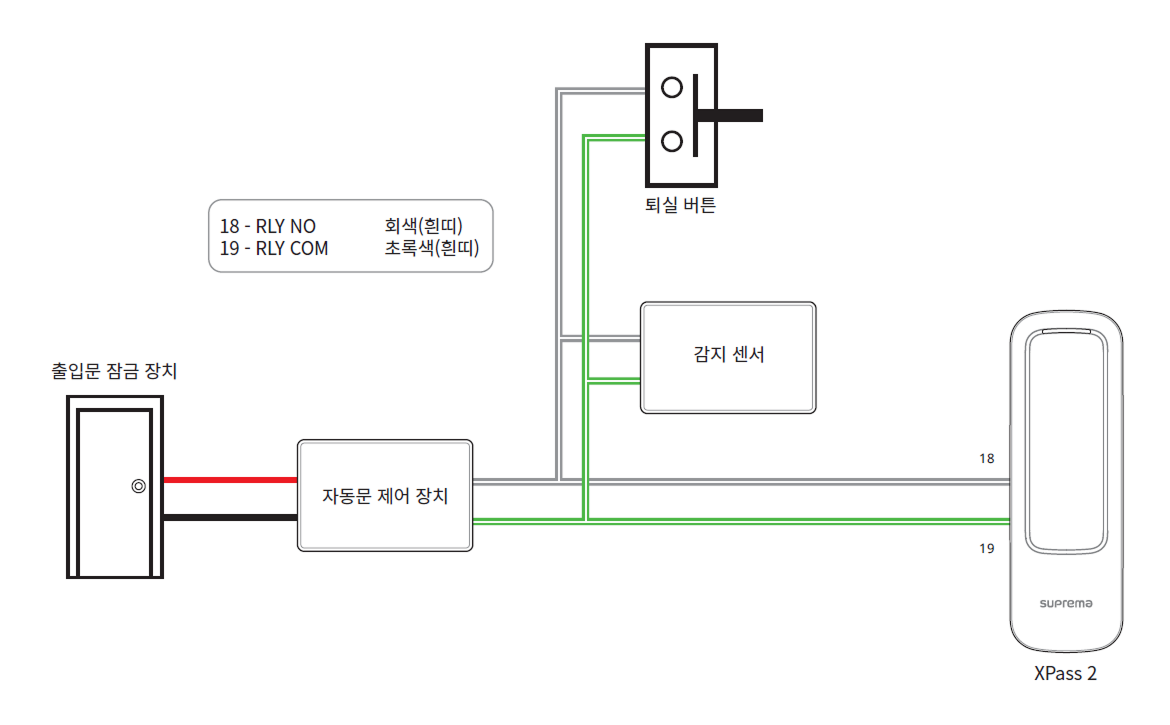 퇴실 버튼
18 - RLY NO 회색(흰띠)
19 - RLY COM 초록색(흰띠)
감지 센서
출입문 잠금 장치
자동문 제어 장치
18
19
suprema
XPass 2